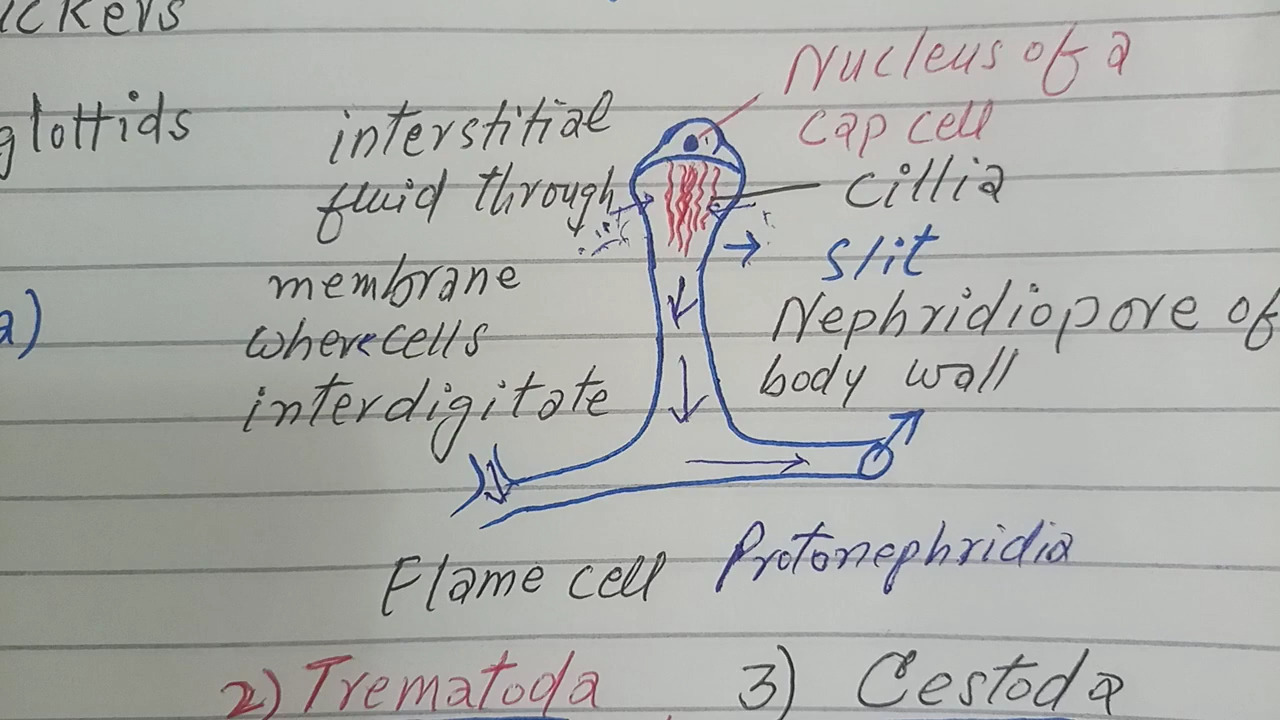 ickers
glottids
Nucleus of a
cap cell
interstitial
fluid through
membrane
where cells
interdigitate
cillia
slit
a)
Nephridiopore of
body wall
Flame cell
Protonephridia
2) Trematoda
3) Cestoda